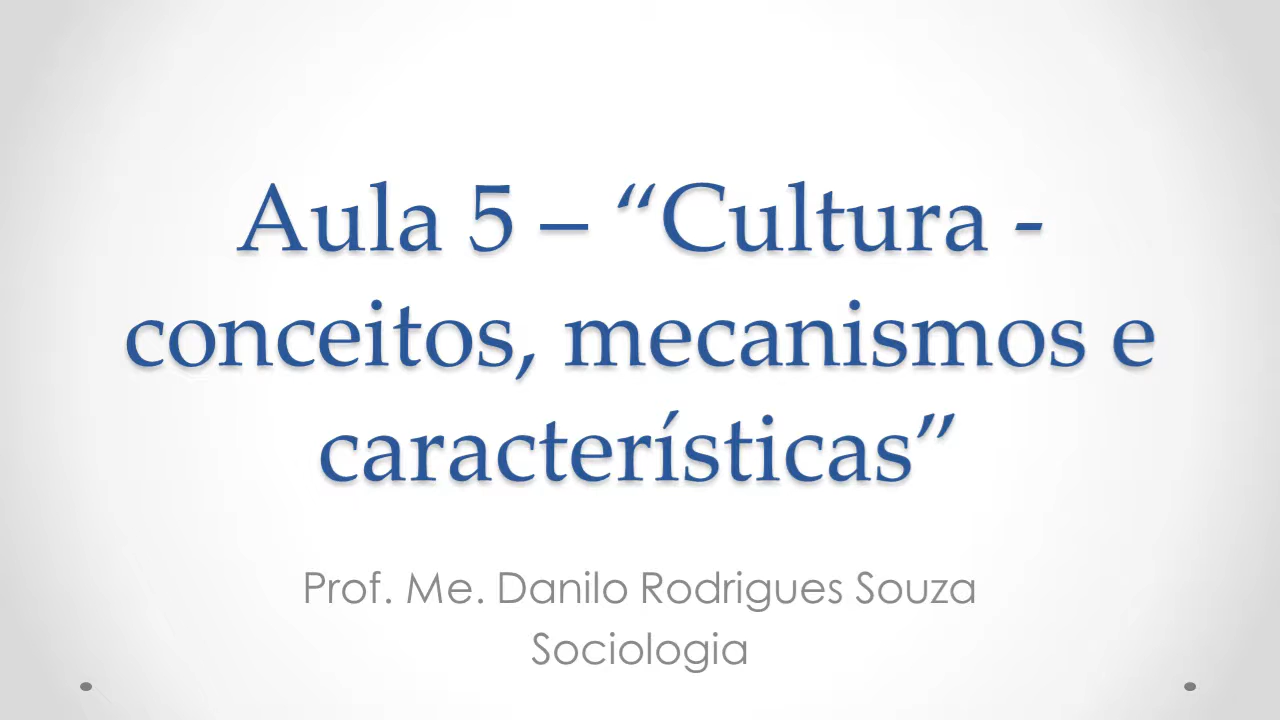 Aula 5 – “Cultura -
conceitos, mecanismos e
características”
Prof. Me. Danilo Rodrigues Souza
Sociologia